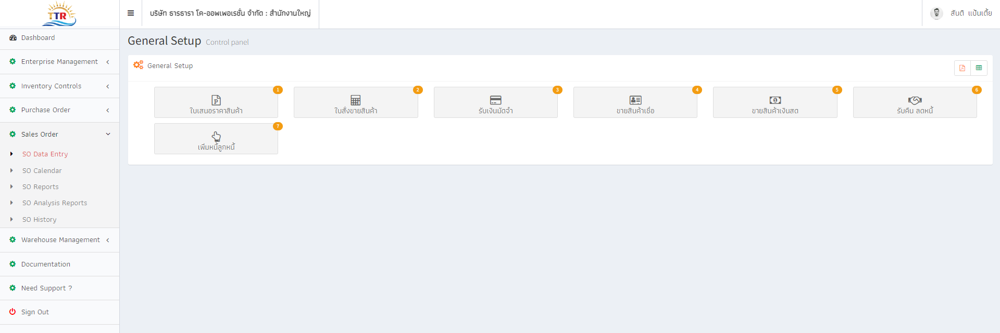 TTR
บริษัท ธารธารา โค-ออพเพอเรชั่น จำกัด : สำนักงานใหญ่
สันติ แป้นเตี้ย
Dashboard
Enterprise Management
Inventory Controls
Purchase Order
Sales Order
SO Data Entry
SO Calendar
SO Reports
SO Analysis Reports
SO History
Warehouse Management
Documentation
Need Support ?
Sign Out
General Setup Control panel
General Setup
1
ใบเสนอราคาสินค้า
2
ใบสั่งขายสินค้า
3
รับเงินมัดจำ
4
ขายสินค้าเชื่อ
5
ขายสินค้าเงินสด
6
รับคืน ลดหนี้
7
เพิ่มหนี้ลูกหนี้